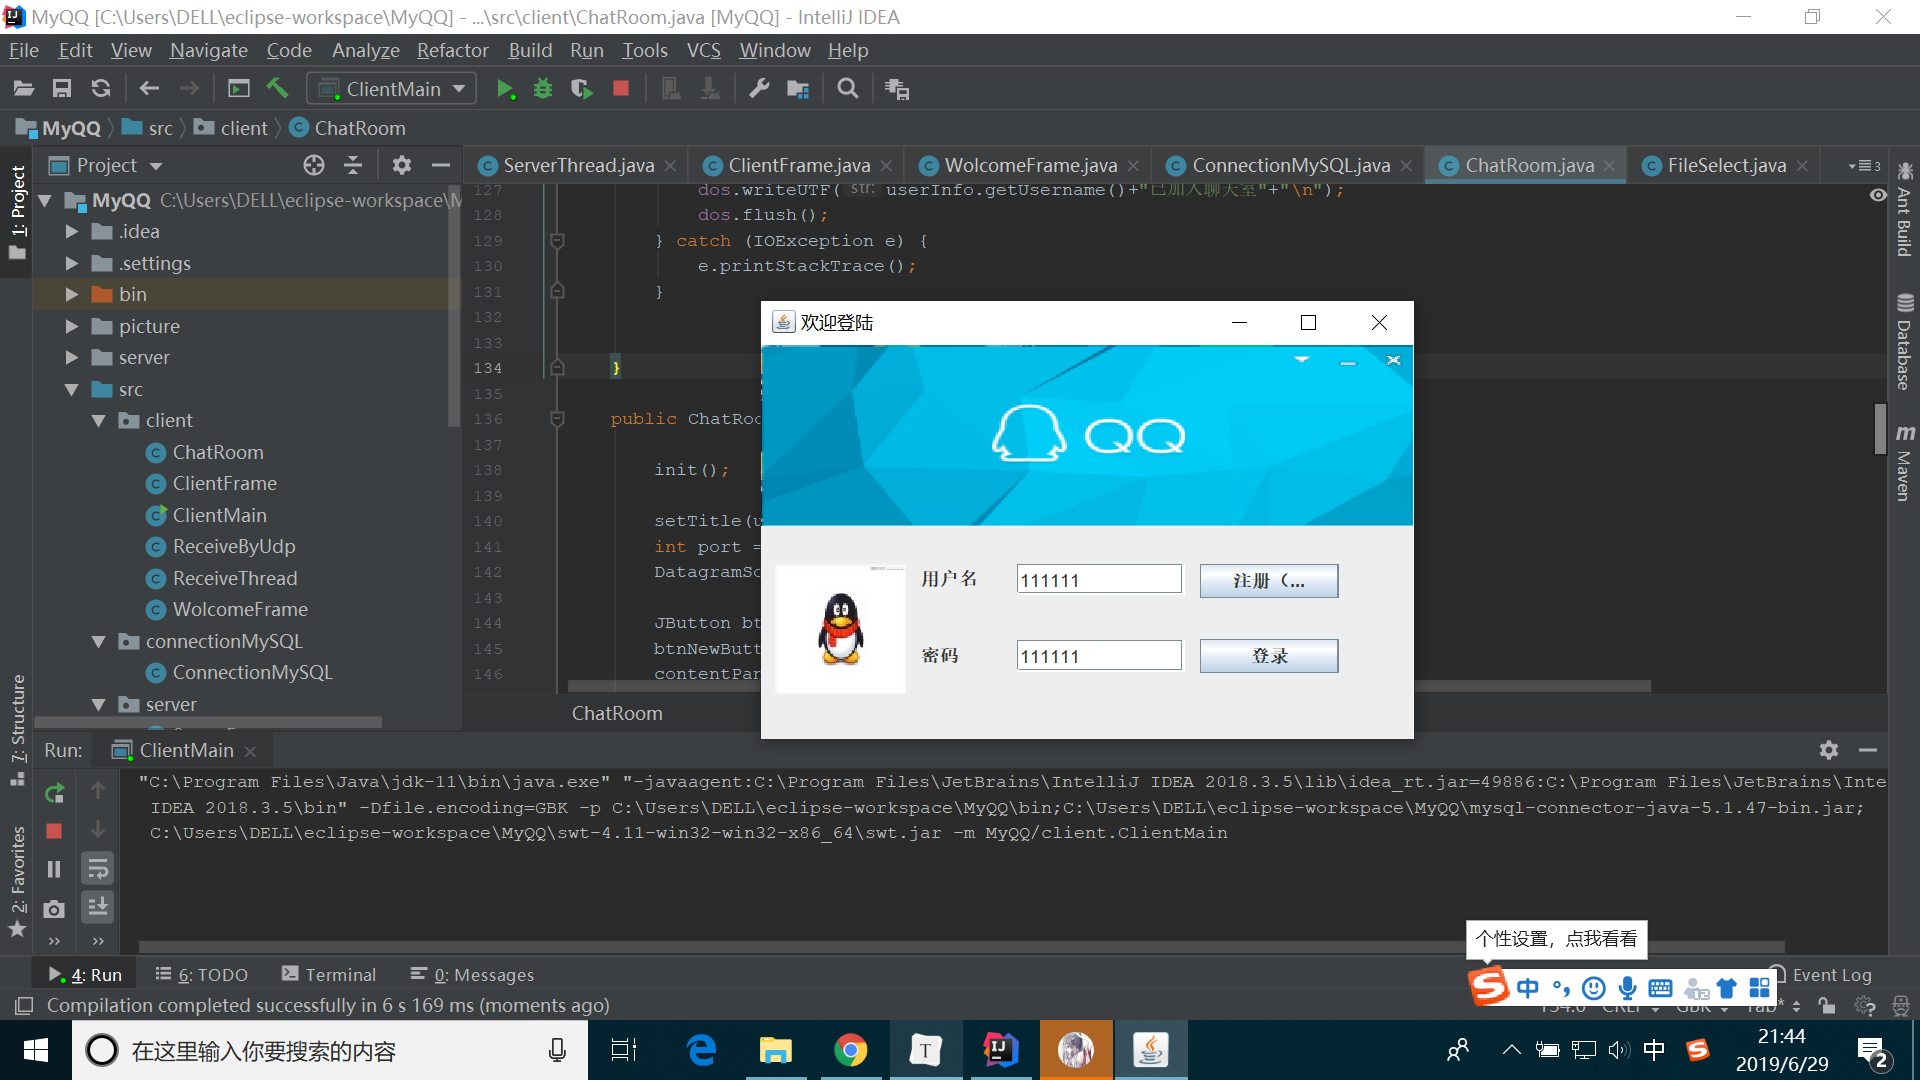 MyQQ [C:\Users\DELL\eclipse-workspace\MyQQ] - ...\src\client\ChatRoom.java [MyQQ] - IntelliJ IDEA
File Edit View Navigate Code Analyze Refactor Build Run Tools VCS Window Help
ClientMain
MyQQ src client ChatRoom
1: Project
7: Structure
2: Favorites
Project
MyQQ C:\Users\DELL\eclipse-workspace\M
.idea
.settings
bin
picture
server
src
client
ChatRoom
ClientFrame
ClientMain
ReceiveByUdp
ReceiveThread
WolcomeFrame
connectionMySQL
ConnectionMySQL
server
ServerThread.java ClientFrame.java WolcomeFrame.java ConnectionMySQL.java ChatRoom.java FileSelect.java 3
127 dos.writeUTF( str: userInfo.getUsername()+"已加入聊天室"+"\n");
128 dos.flush();
129 } catch (IOException e) {
130 e.printStackTrace();
131 }
132
133
134 }
135
136 public ChatRoo
137
138 init();
139
140 setTitle(u
141 int port =
142 DatagramSo
143
144 JButton bt
145 btnNewButt
146 contentPan
ChatRoom
Ant Build
Database
Maven
欢迎登陆
QQ
用户名 111111 注册（...
密码 111111 登录
Run: ClientMain
"C:\Program Files\Java\jdk-11\bin\java.exe" "-javaagent:C:\Program Files\JetBrains\IntelliJ IDEA 2018.3.5\lib\idea_rt.jar=49886:C:\Program Files\JetBrains\Inte
IDEA 2018.3.5\bin" -Dfile.encoding=GBK -p C:\Users\DELL\eclipse-workspace\MyQQ\bin;C:\Users\DELL\eclipse-workspace\MyQQ\mysql-connector-java-5.1.47-bin.jar;
C:\Users\DELL\eclipse-workspace\MyQQ\swt-4.11-win32-win32-x86_64\swt.jar -m MyQQ/client.ClientMain
个性设置，点我看看
4: Run 6: TODO Terminal 0: Messages Event Log
中
Compilation completed successfully in 6 s 169 ms (moments ago)
在这里输入你要搜索的内容
中
21:44
2019/6/29
2